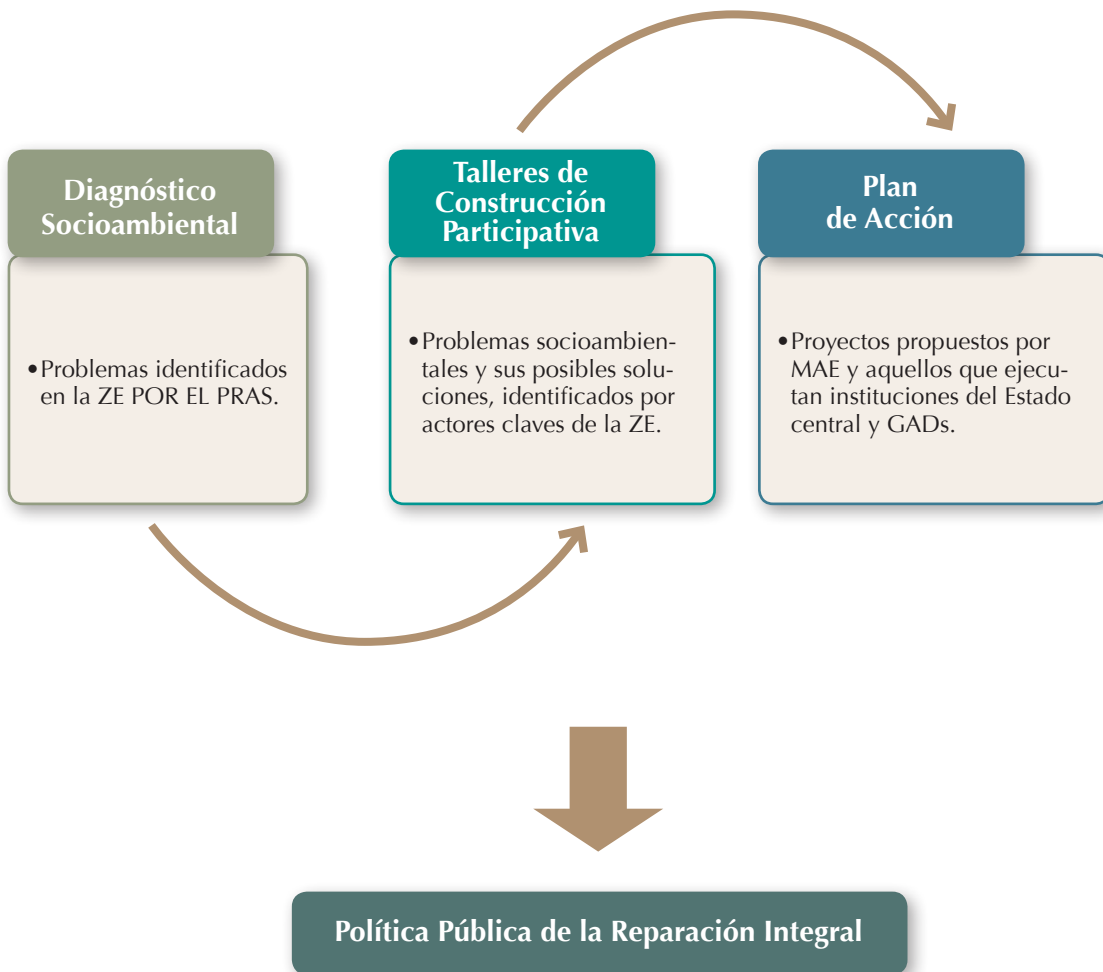 Diagnóstico
Socioambiental
•Problemas identificados
en la ZE POR EL PRAS.
Talleres de
Construcción
Participativa
•Problemas socioambien-
tales y sus posibles solu-
ciones, identificados por
actores claves de la ZE.
Plan
de Acción
•Proyectos propuestos por
MAE y aquellos que ejecu-
tan instituciones del Estado
central y GADs.
Política Pública de la Reparación Integral